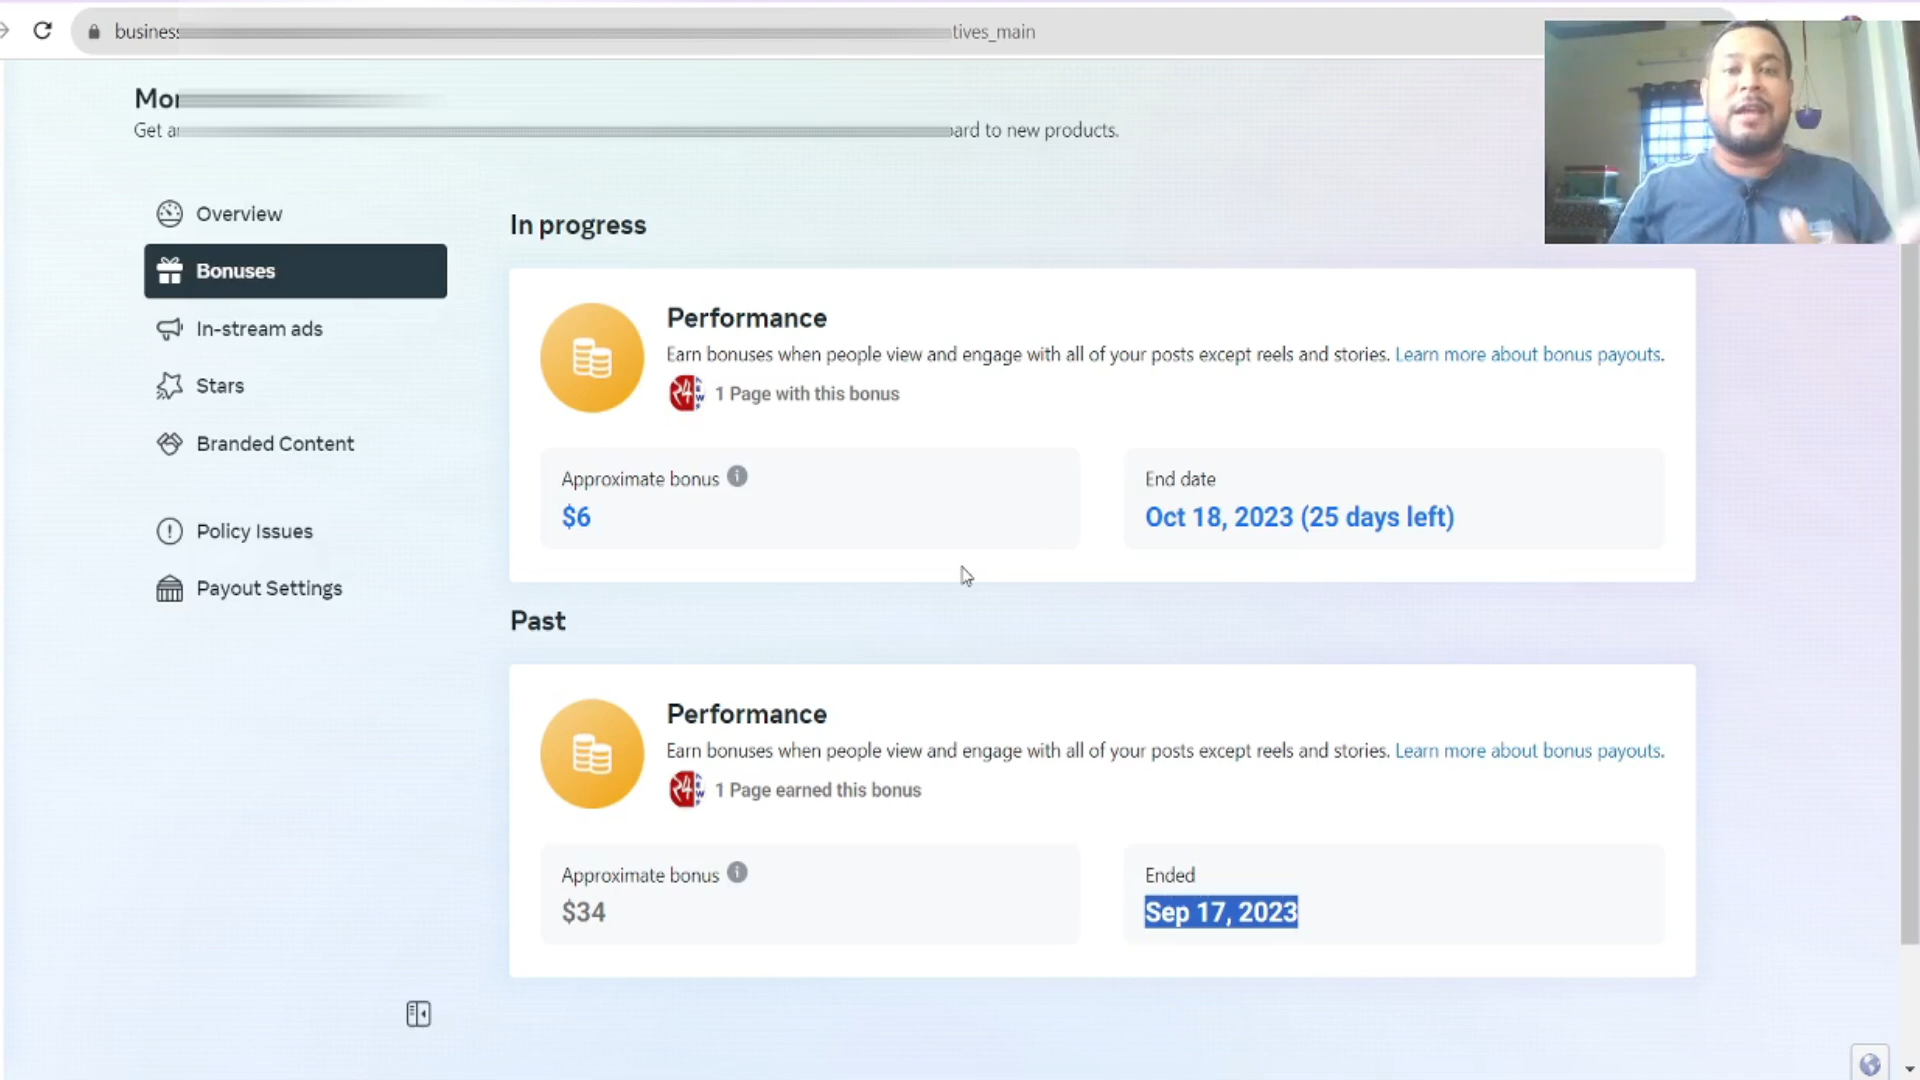 business
tives_main
Mo
Get a
ard to new products.
Overview
Bonuses
In-stream ads
Stars
Branded Content
Policy Issues
Payout Settings
In progress
Performance
Earn bonuses when people view and engage with all of your posts except reels and stories. Learn more about bonus payouts.
1 Page with this bonus
Approximate bonus
$6
End date
Oct 18, 2023 (25 days left)
Past
Performance
Earn bonuses when people view and engage with all of your posts except reels and stories. Learn more about bonus payouts.
1 Page earned this bonus
Approximate bonus
$34
Ended
Sep 17, 2023